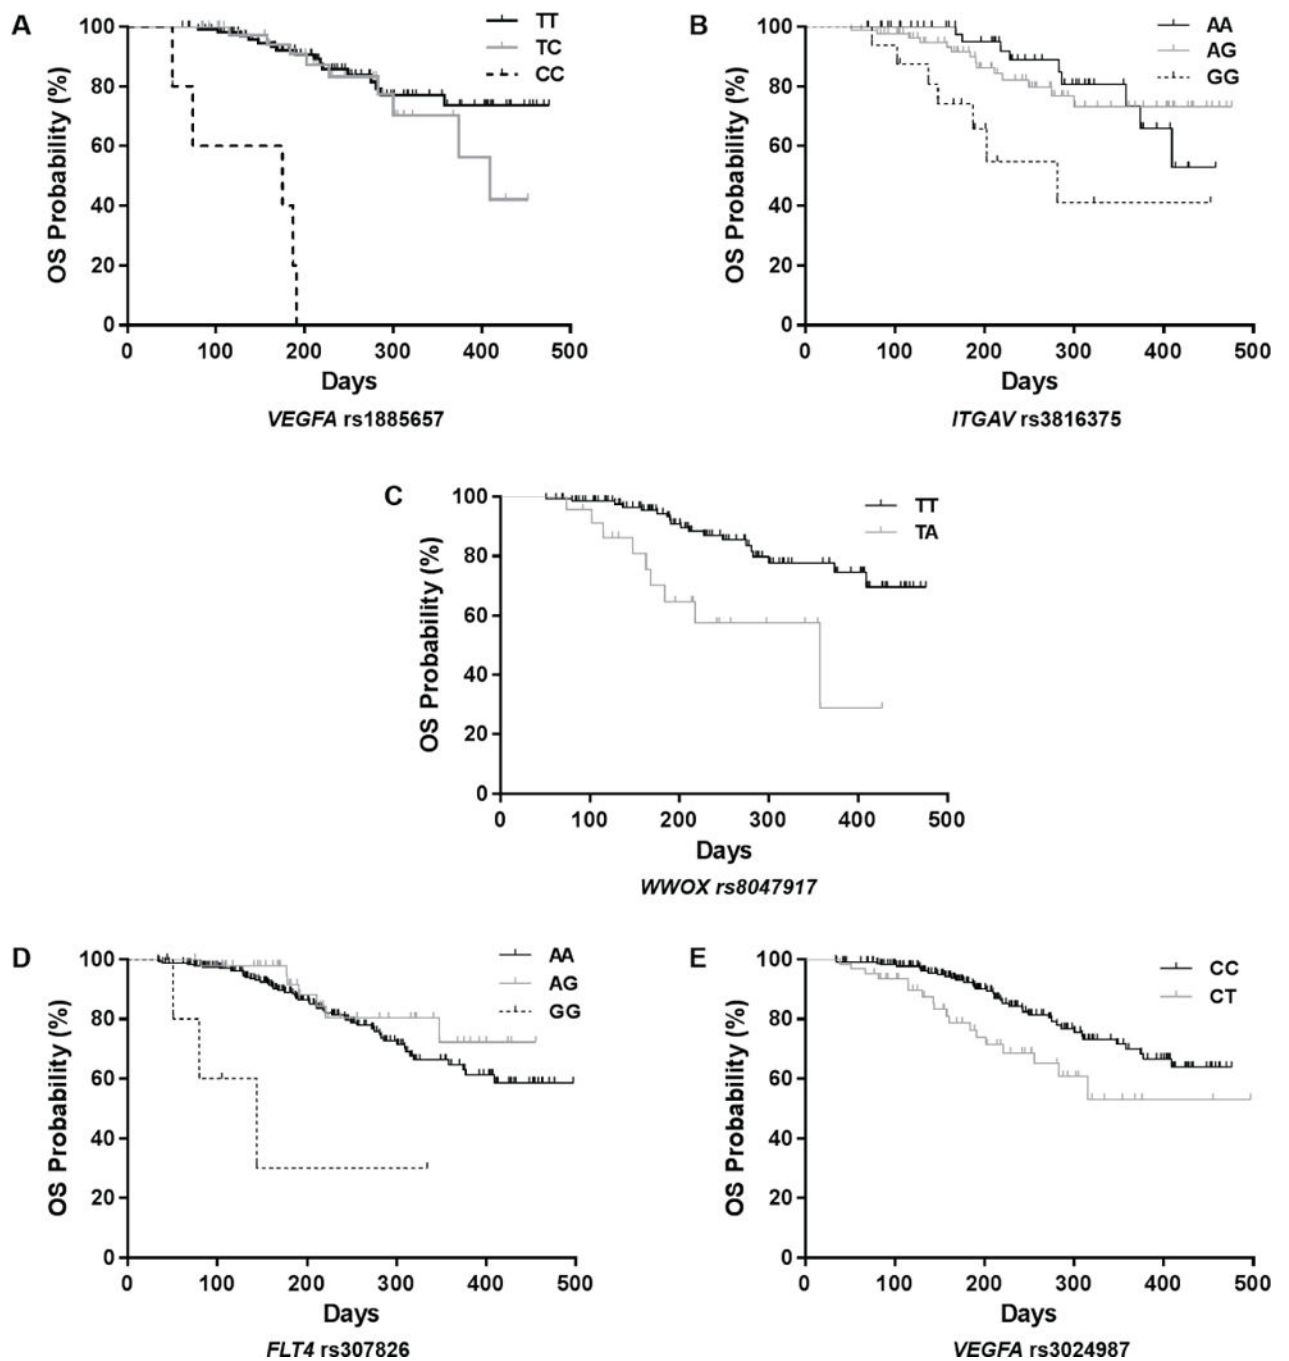 A
100
80
60
40
20
0
OS Probability (%)
TT
TC
CC
0 100 200 300 400 500
Days
VEGFA rs1885657
B
100
80
60
40
20
0
OS Probability (%)
AA
AG
GG
0 100 200 300 400 500
Days
ITGAV rs3816375
C
100
80
60
40
20
0
OS Probability (%)
TT
TA
0 100 200 300 400 500
Days
WWOX rs8047917
D
100
80
60
40
20
0
OS Probability (%)
AA
AG
GG
0 100 200 300 400 500
Days
FLT4 rs307826
E
100
80
60
40
20
0
OS Probability (%)
CC
CT
0 100 200 300 400 500
Days
VEGFA rs3024987